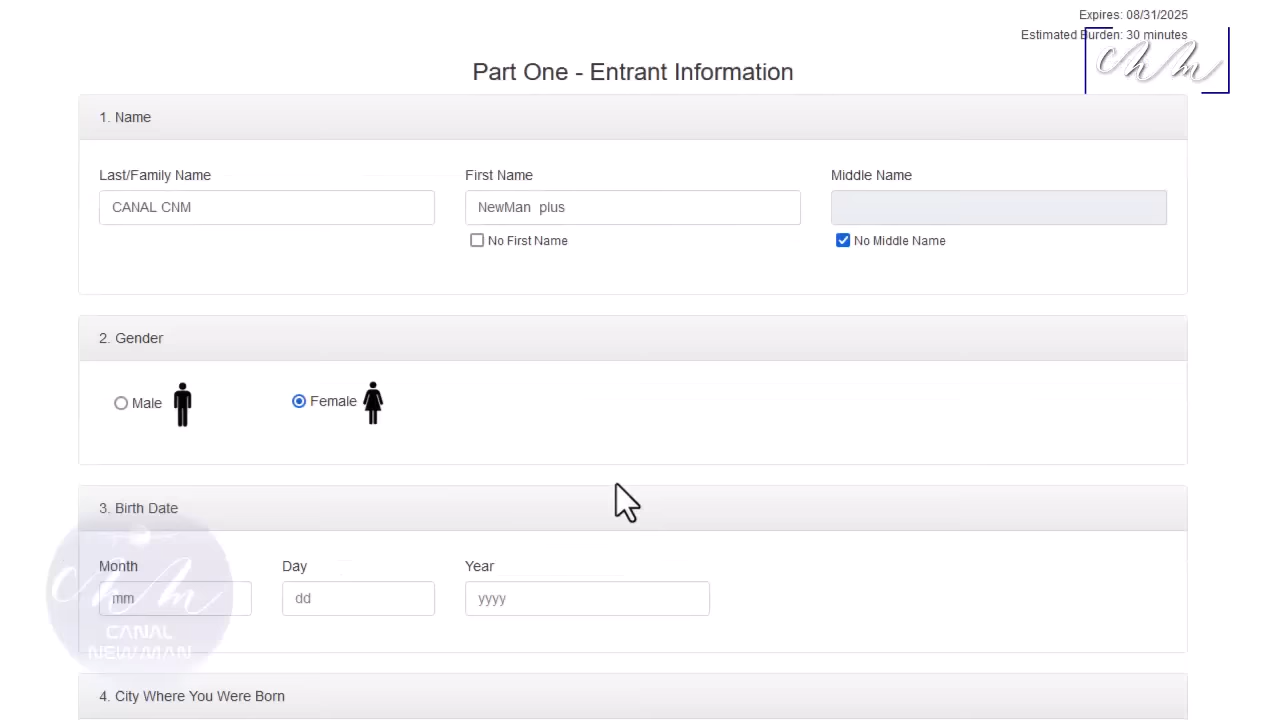 Expires: 08/31/2025
Estimated Burden: 30 minutes
Part One - Entrant Information
1. Name
Last/Family Name
First Name
Middle Name
CANAL CNM
NewMan plus
No First Name
No Middle Name
2. Gender
Male
Female
3. Birth Date
Month
Day
Year
mm
dd
yyyy
CANAL
NEWMAN
4. City Where You Were Born